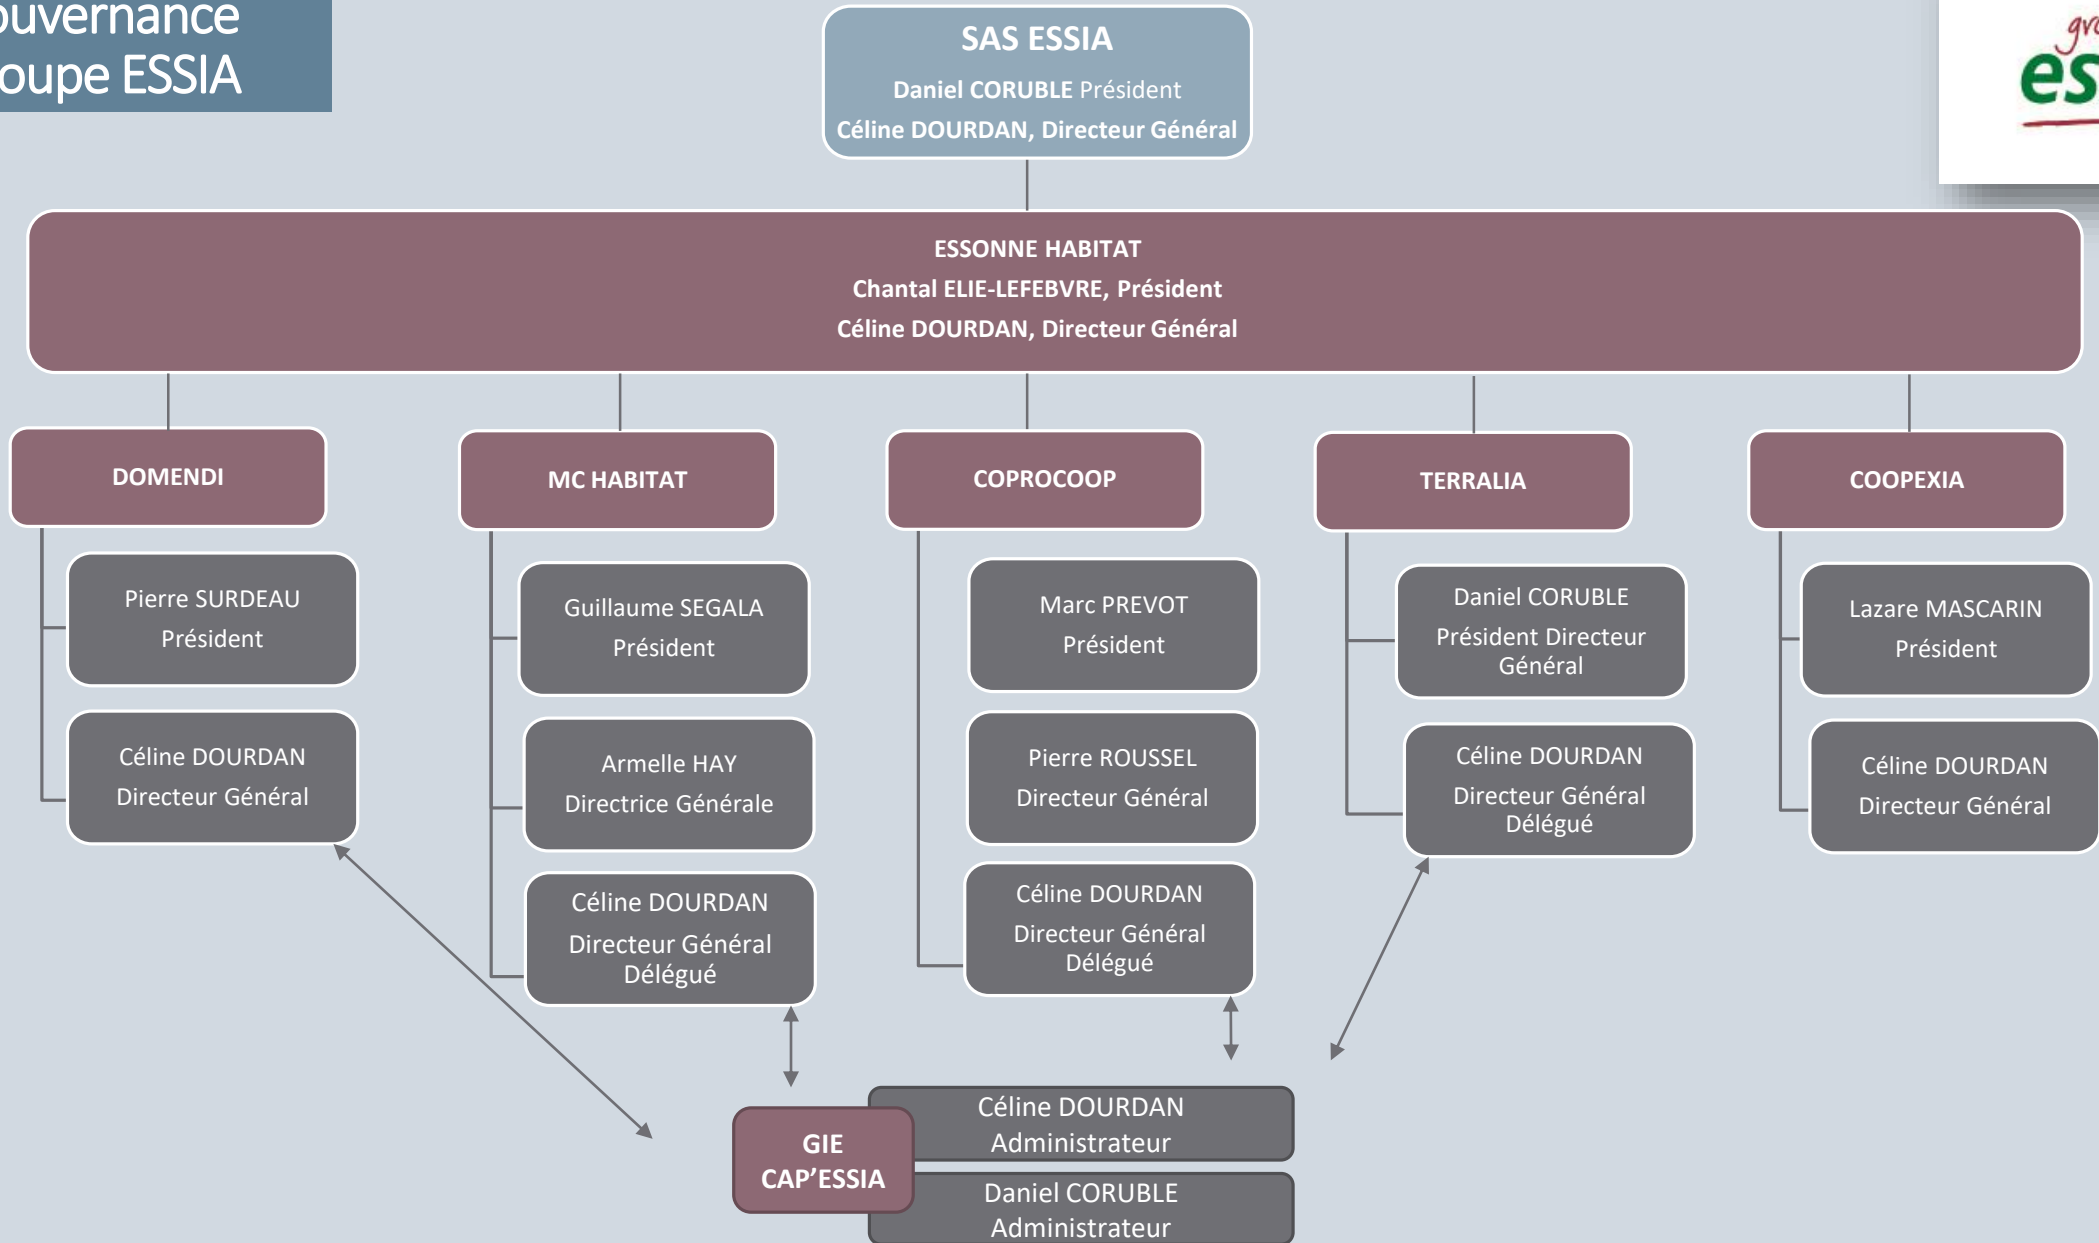 ouvernance
oupe ESSIA
SAS ESSIA
Daniel CORUBLE Président
Céline DOURDAN, Directeur Général
ESSONNE HABITAT
Chantal ELIE-LEFEBVRE, Président
Céline DOURDAN, Directeur Général
DOMENDI
Pierre SURDEAU
Président
Céline DOURDAN
Directeur Général
MC HABITAT
Guillaume SEGALA
Président
Armelle HAY
Directrice Générale
Céline DOURDAN
Directeur Général
Délégué
COPROCOOP
Marc PREVOT
Président
Pierre ROUSSEL
Directeur Général
Céline DOURDAN
Directeur Général
Délégué
TERRALIA
Daniel CORUBLE
Président Directeur
Général
Céline DOURDAN
Directeur Général
Délégué
COOPEXIA
Lazare MASCARIN
Président
Céline DOURDAN
Directeur Général
GIE
CAP’ESSIA
Céline DOURDAN
Administrateur
Daniel CORUBLE
Administrateur